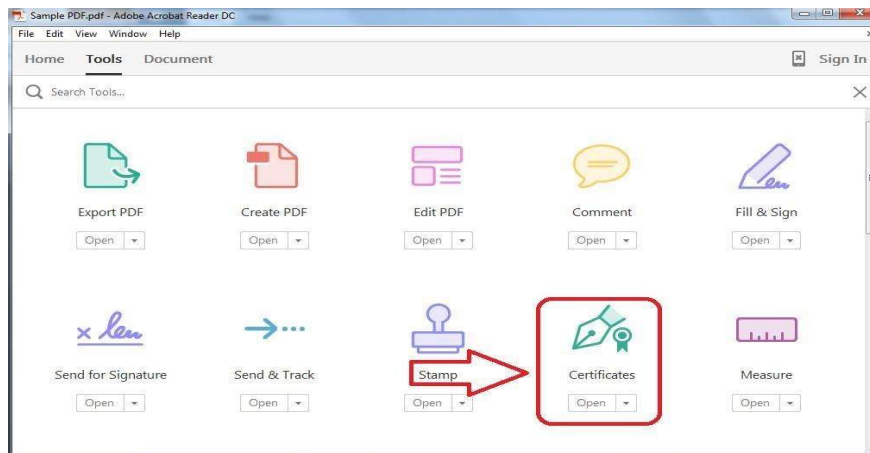 Sample PDF.pdf - Adobe Acrobat Reader DC
File Edit View Window Help
Home Tools Document Sign In
Search Tools...
Export PDF Create PDF Edit PDF Comment Fill & Sign
Open Open Open Open Open
Send for Signature Send & Track Stamp Certificates Measure
Open Open Open Open Open